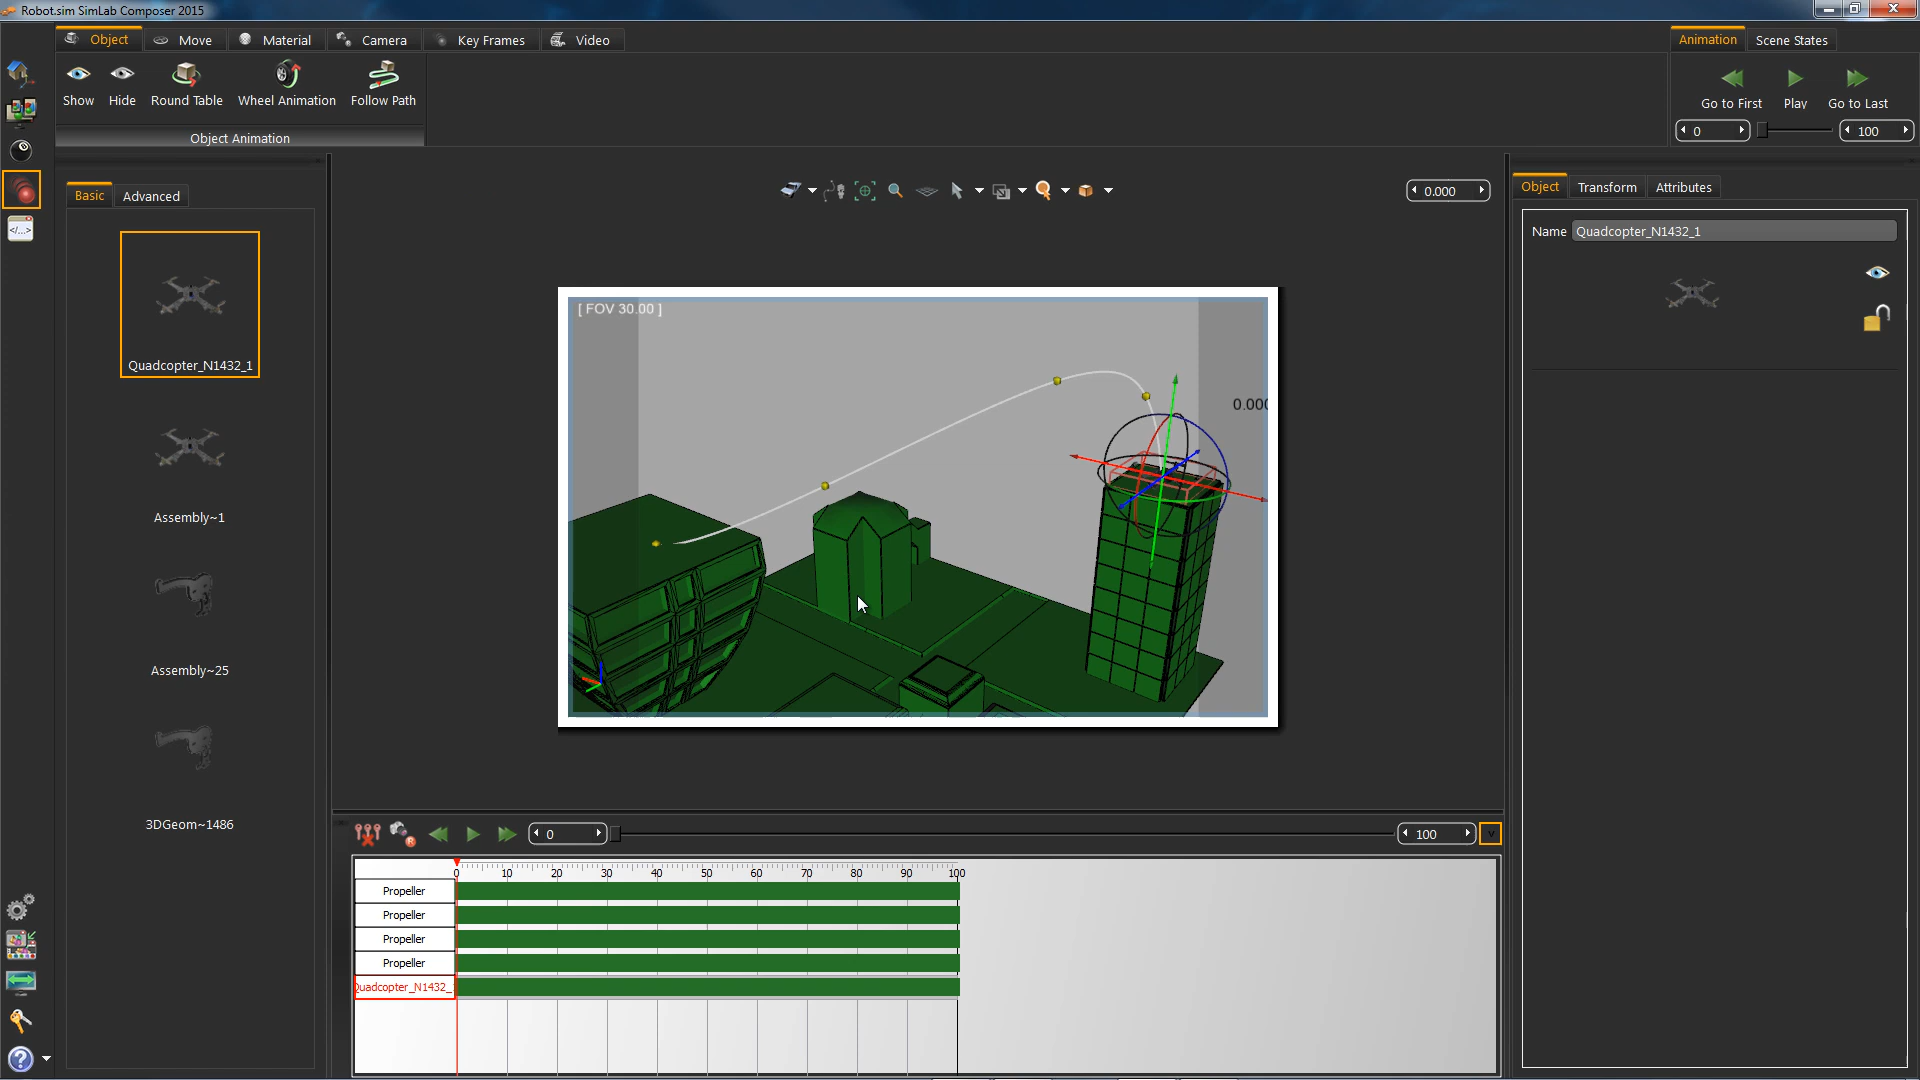 Robot.sim SimLab Composer 2015
Object
Move
Material
Camera
Key Frames
Video
Animation
Scene States
Show
Hide
Round Table
Wheel Animation
Follow Path
Object Animation
Go to First
Play
Go to Last
0
100
Basic
Advanced
Quadcopter_N1432_1
Assembly~1
Assembly~25
3DGeom~1486
0.000
[ FOV 30.00 ]
0.000
Object
Transform
Attributes
Name
Quadcopter_N1432_1
0
100
0 10 20 30 40 50 60 70 80 90 100
Propeller
Propeller
Propeller
Propeller
Quadcopter_N1432_